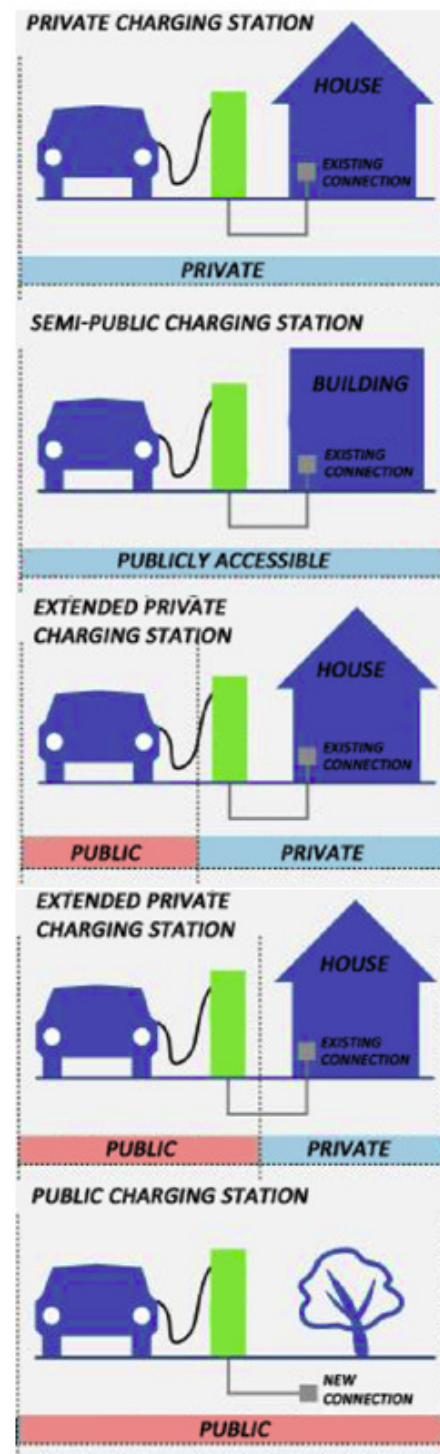 PRIVATE CHARGING STATION
HOUSE
EXISTING
CONNECTION
PRIVATE
SEMI-PUBLIC CHARGING STATION
BUILDING
EXISTING
CONNECTION
PUBLICLY ACCESSIBLE
EXTENDED PRIVATE
CHARGING STATION
HOUSE
EXISTING
CONNECTION
PUBLIC
PRIVATE
EXTENDED PRIVATE
CHARGING STATION
HOUSE
EXISTING
CONNECTION
PUBLIC
PRIVATE
PUBLIC CHARGING STATION
NEW
CONNECTION
PUBLIC